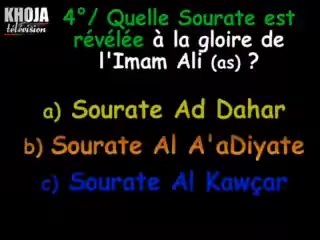 KHOJA
télévision
4°/ Quelle Sourate est
révélée à la gloire de
l'Imam Ali (as) ?
a) Sourate Ad Dahar
b) Sourate Al A'aDiyate
c) Sourate Al Kawçar